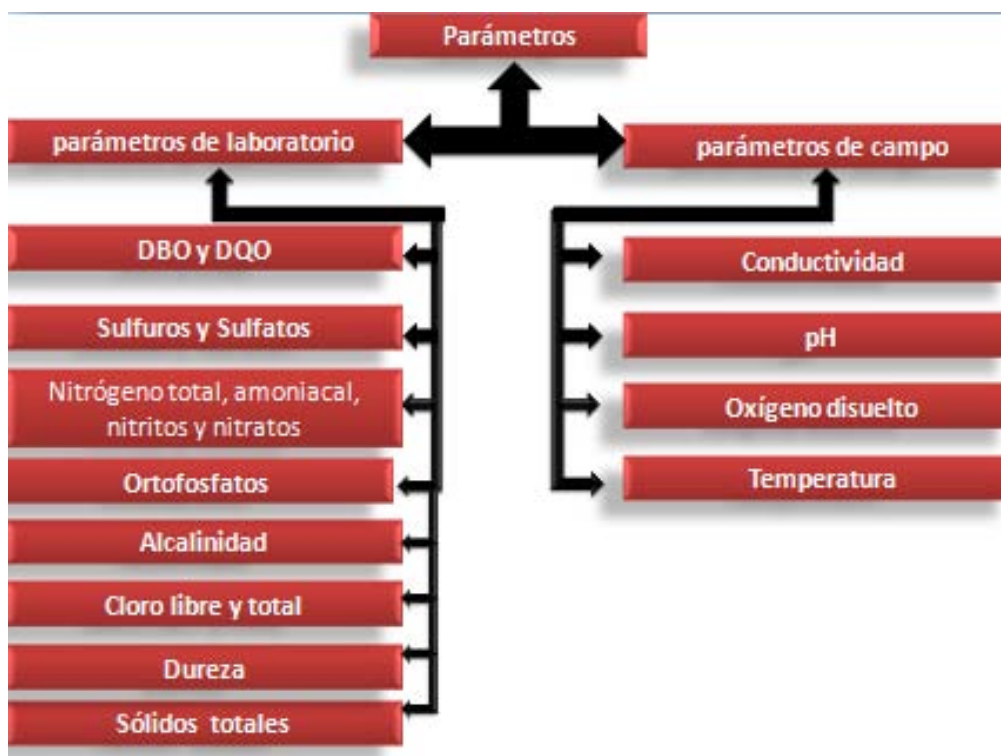 Parámetros
parámetros de laboratorio
parámetros de campo
DBO y DQO
Sulfuros y Sulfatos
Nitrógeno total, amoniacal,
nitritos y nitratos
Ortofosfatos
Alcalinidad
Cloro libre y total
Dureza
Sólidos totales
Conductividad
pH
Oxígeno disuelto
Temperatura